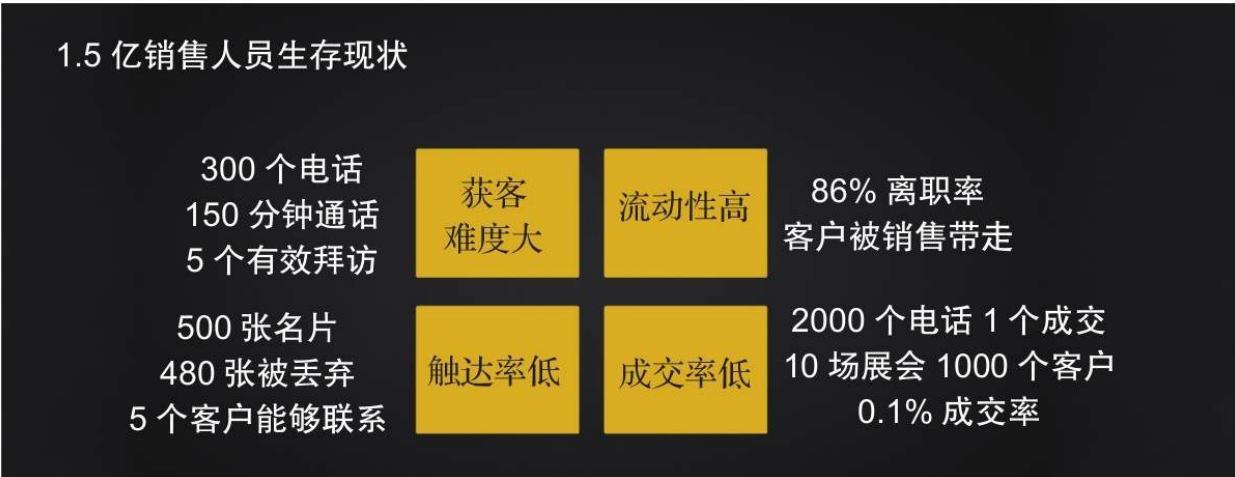 1.5 亿销售人员生存现状
300 个电话
150 分钟通话
5 个有效拜访
获客
难度大
流动性高
86% 离职率
客户被销售带走
500 张名片
480 张被丢弃
5 个客户能够联系
触达率低
成交率低
2000 个电话 1 个成交
10 场展会 1000 个客户
0.1% 成交率